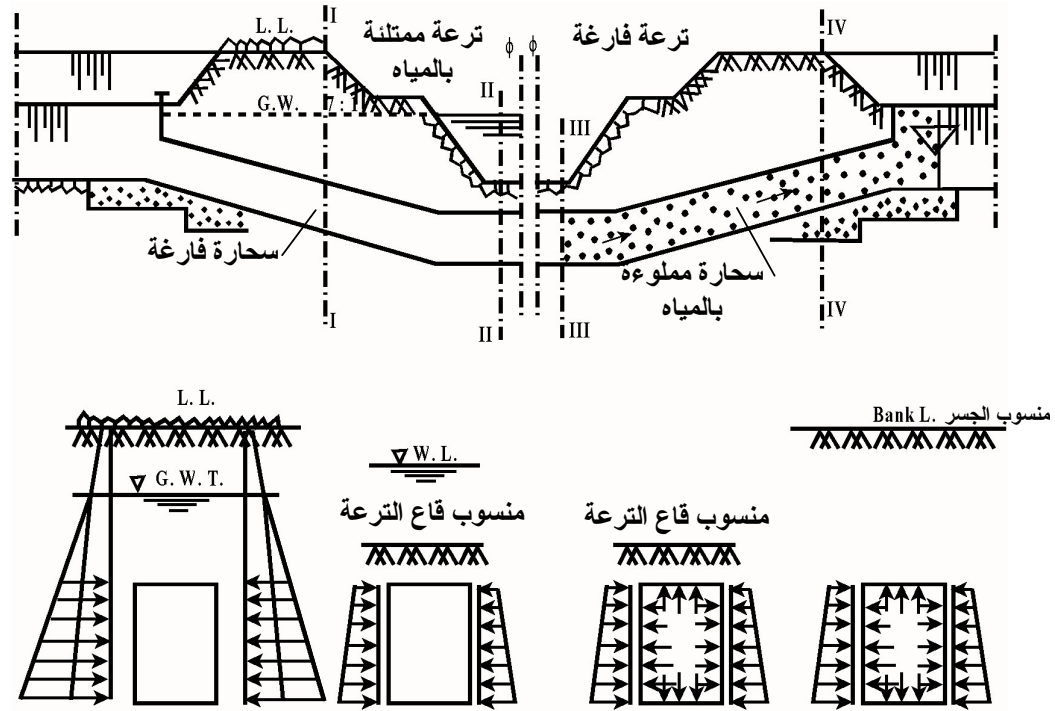 I
IV
L. L.
ترعة ممتلئة
بالمياه
ϕ ϕ
ترعة فارغة
II
G.W. 7 : 1
III
سحارة فارغة
سحارة مملوءه
بالمياه
I
II
III
IV
L. L.
Bank L. منسوب الجسر
W. L.
G. W. T.
منسوب قاع الترعة
منسوب قاع الترعة